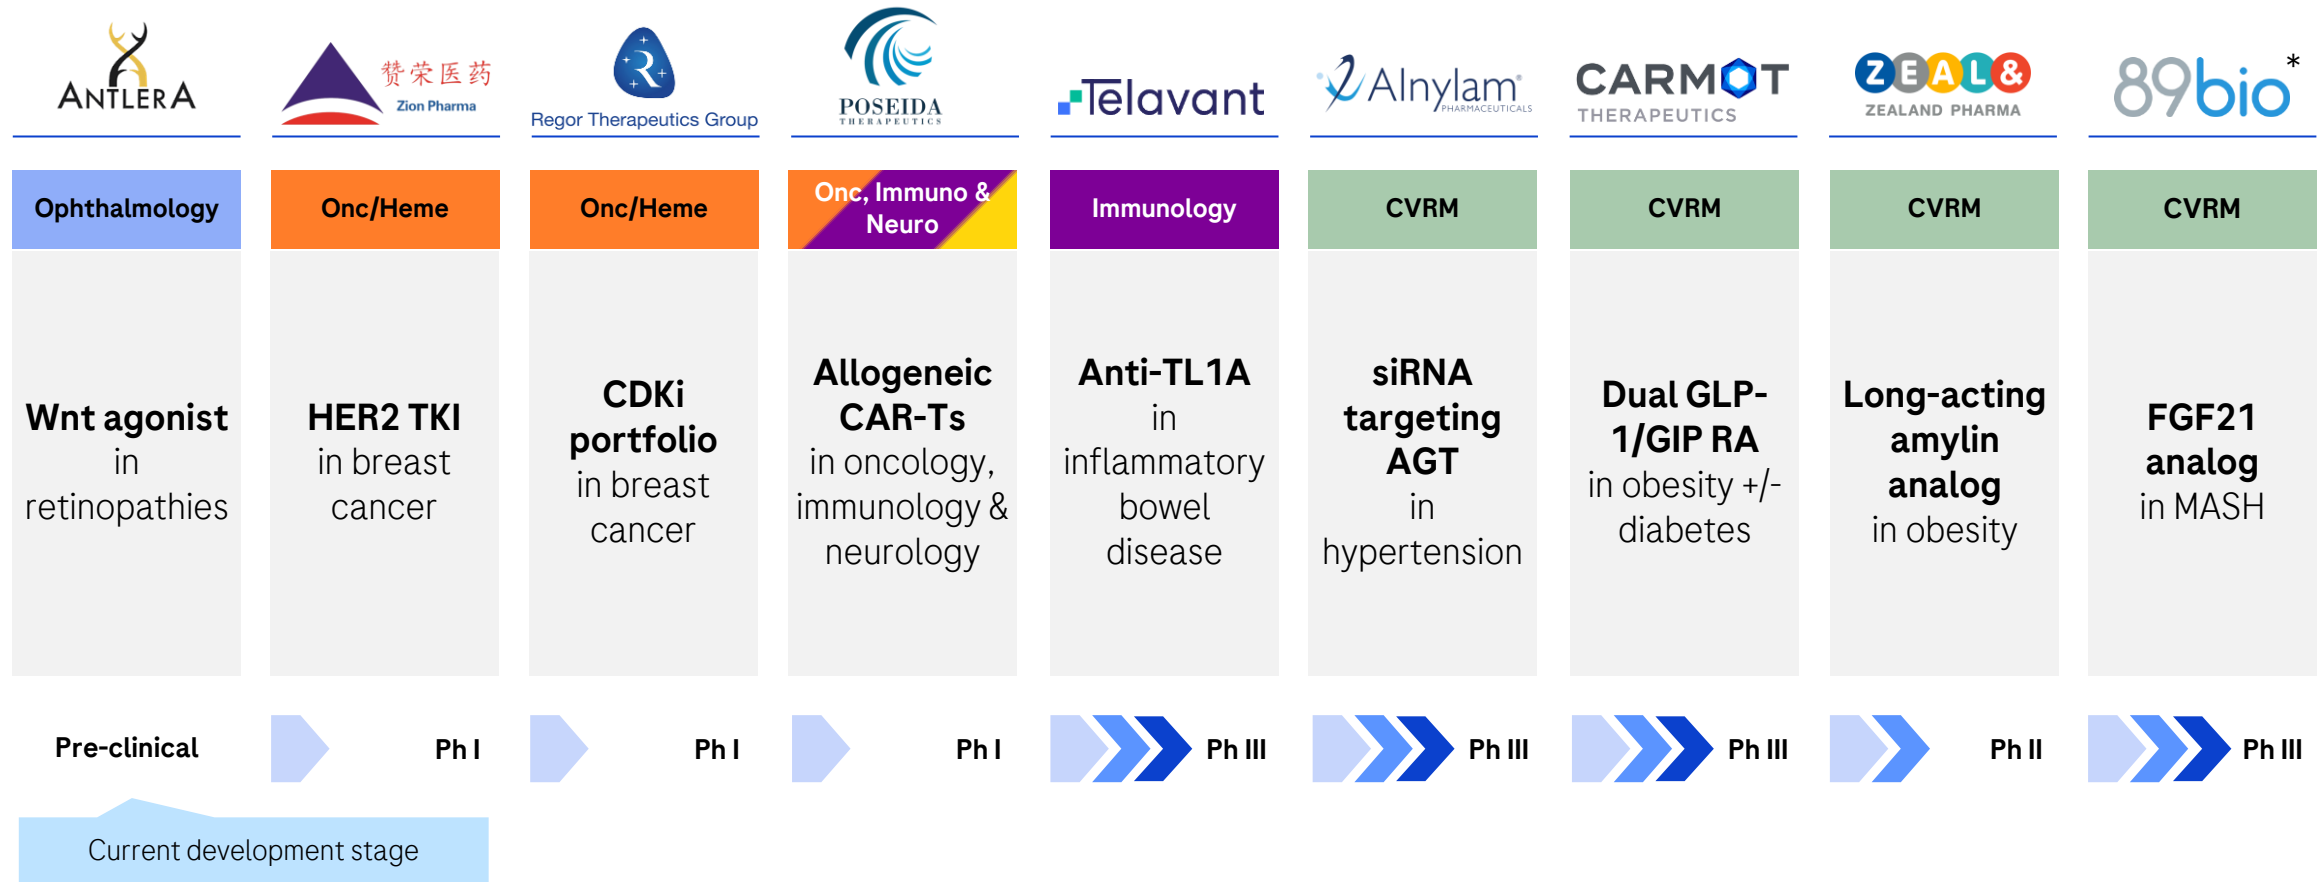 ANTLERA
赞荣医药
Zion Pharma
R
Regor Therapeutics Group
POSEIDA
THERAPEUTICS
Telavant
Alnylam®
PHARMACEUTICALS
CARMOT
THERAPEUTICS
ZEAL&
ZEALAND PHARMA
89bio*
Ophthalmology
Onc/Heme
Onc/Heme
Onc, Immuno &
Neuro
Immunology
CVRM
CVRM
CVRM
CVRM
Wnt agonist
in
retinopathies
HER2 TKI
in breast
cancer
CDKi
portfolio
in breast
cancer
Allogeneic
CAR-Ts
in oncology,
immunology &
neurology
Anti-TL1A
in
inflammatory
bowel
disease
siRNA
targeting
AGT
in
hypertension
Dual GLP-
1/GIP RA
in obesity +/-
diabetes
Long-acting
amylin
analog
in obesity
FGF21
analog
in MASH
Pre-clinical
Ph I
Ph I
Ph I
Ph III
Ph III
Ph III
Ph II
Ph III
Current development stage